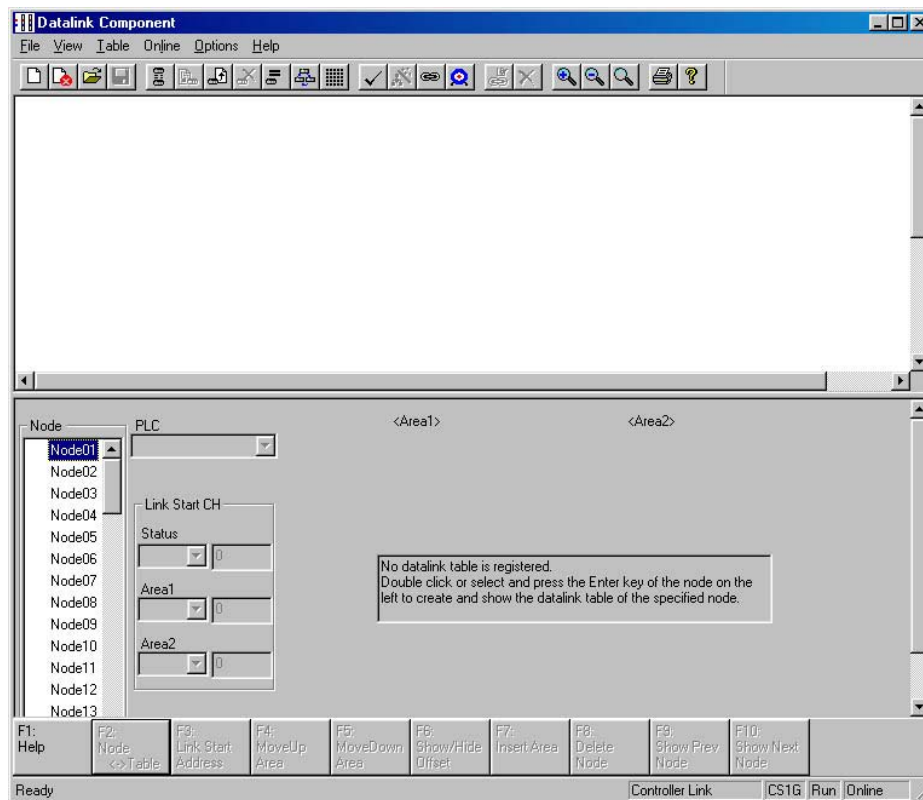 Datalink Component
File View Table Online Options Help
<Area1> <Area2>
Node
PLC
Node01
Node02
Node03
Node04
Node05
Node06
Node07
Node08
Node09
Node10
Node11
Node12
Node13
Link Start CH
Status
0
Area1
0
Area2
0
No datalink table is registered.
Double click or select and press the Enter key of the node on the
left to create and show the datalink table of the specified node.
F1:
Help
F2:
Node
<->Table
F3:
Link Start
Address
F4:
MoveUp
Area
F5:
MoveDown
Area
F6:
Show/Hide
Offset
F7:
Insert Area
F8:
Delete
Node
F9:
Show Prev
Node
F10:
Show Next
Node
Ready
Controller Link
CS1G
Run
Online